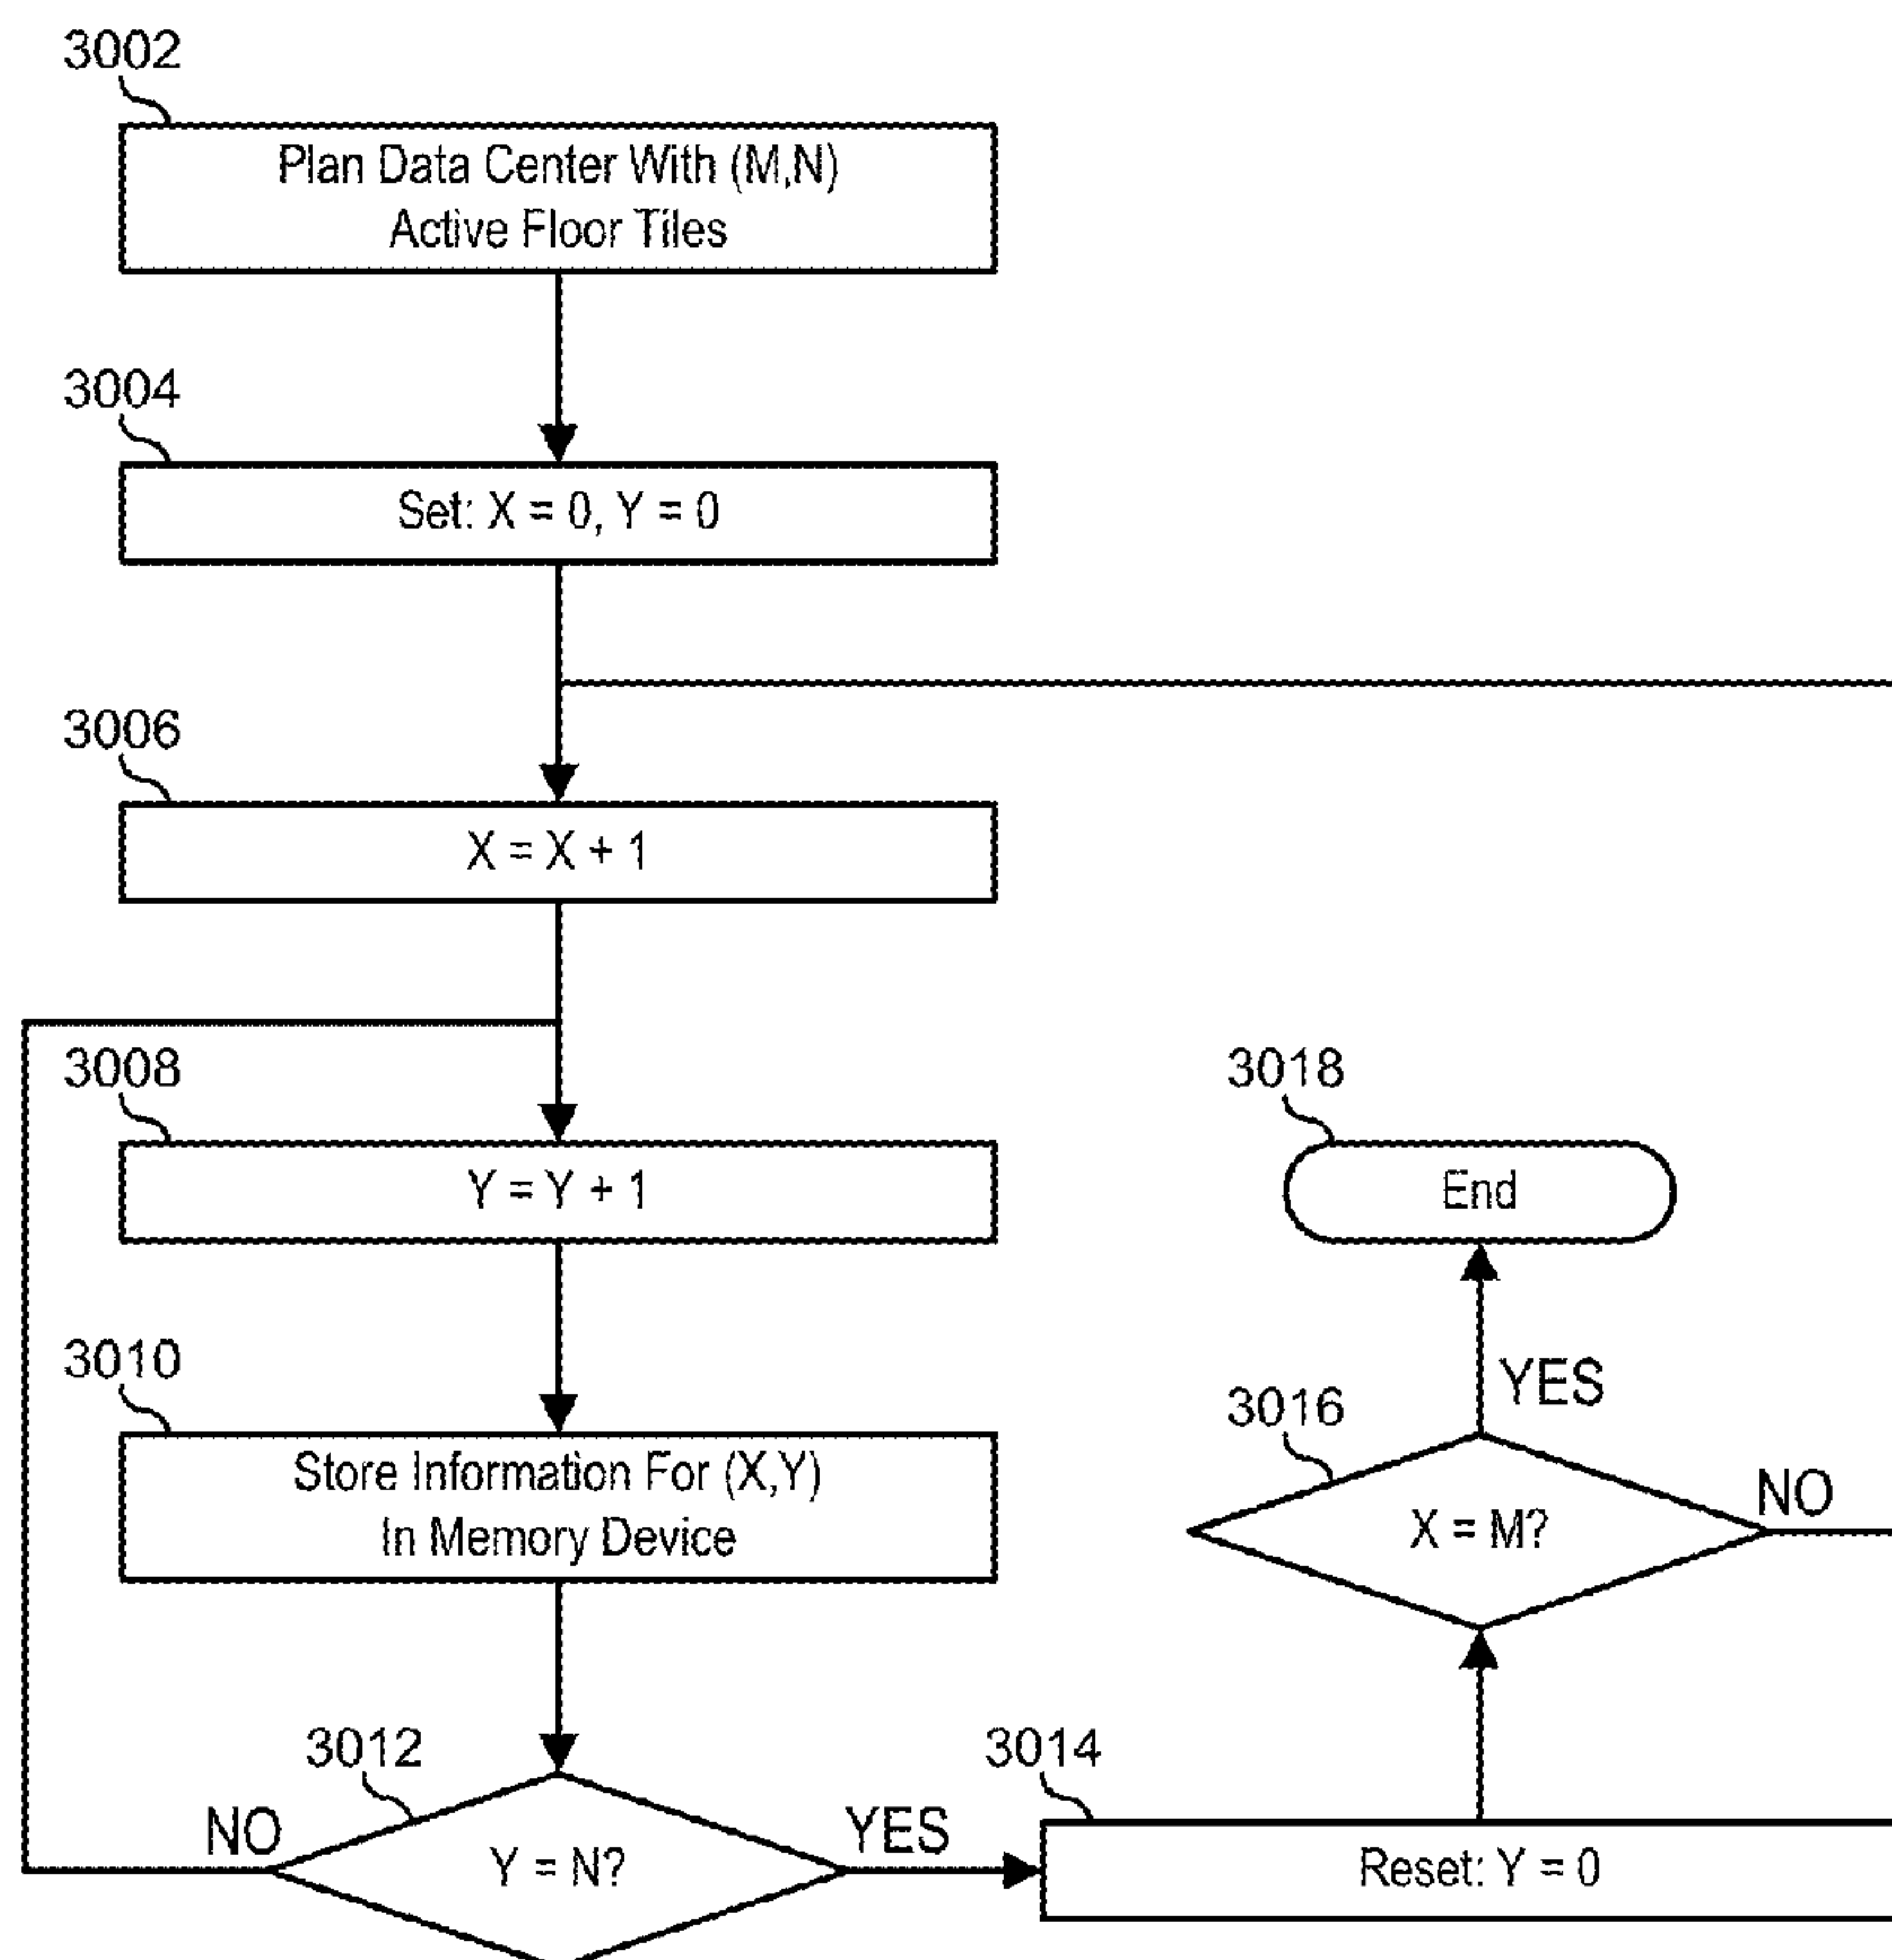 3002
Plan Data Center With (M,N)
Active Floor Tiles
3004
Set: X = 0, Y = 0
3006
X = X + 1
3008
Y = Y + 1
3010
Store Information For (X,Y)
In Memory Device
3012
NO
Y = N?
YES
3014
Reset: Y = 0
3016
X = M?
YES
NO
3018
End